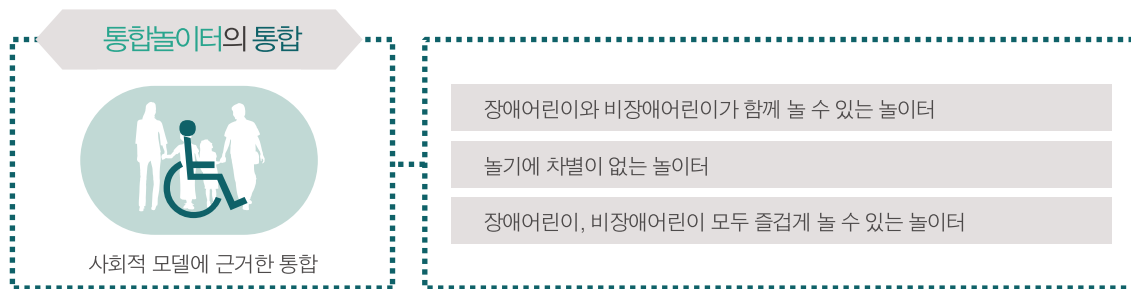 통합놀이터의 통합
사회적 모델에 근거한 통합
장애어린이와 비장애어린이가 함께 놀 수 있는 놀이터
놀기에 차별이 없는 놀이터
장애어린이, 비장애어린이 모두 즐겁게 놀 수 있는 놀이터